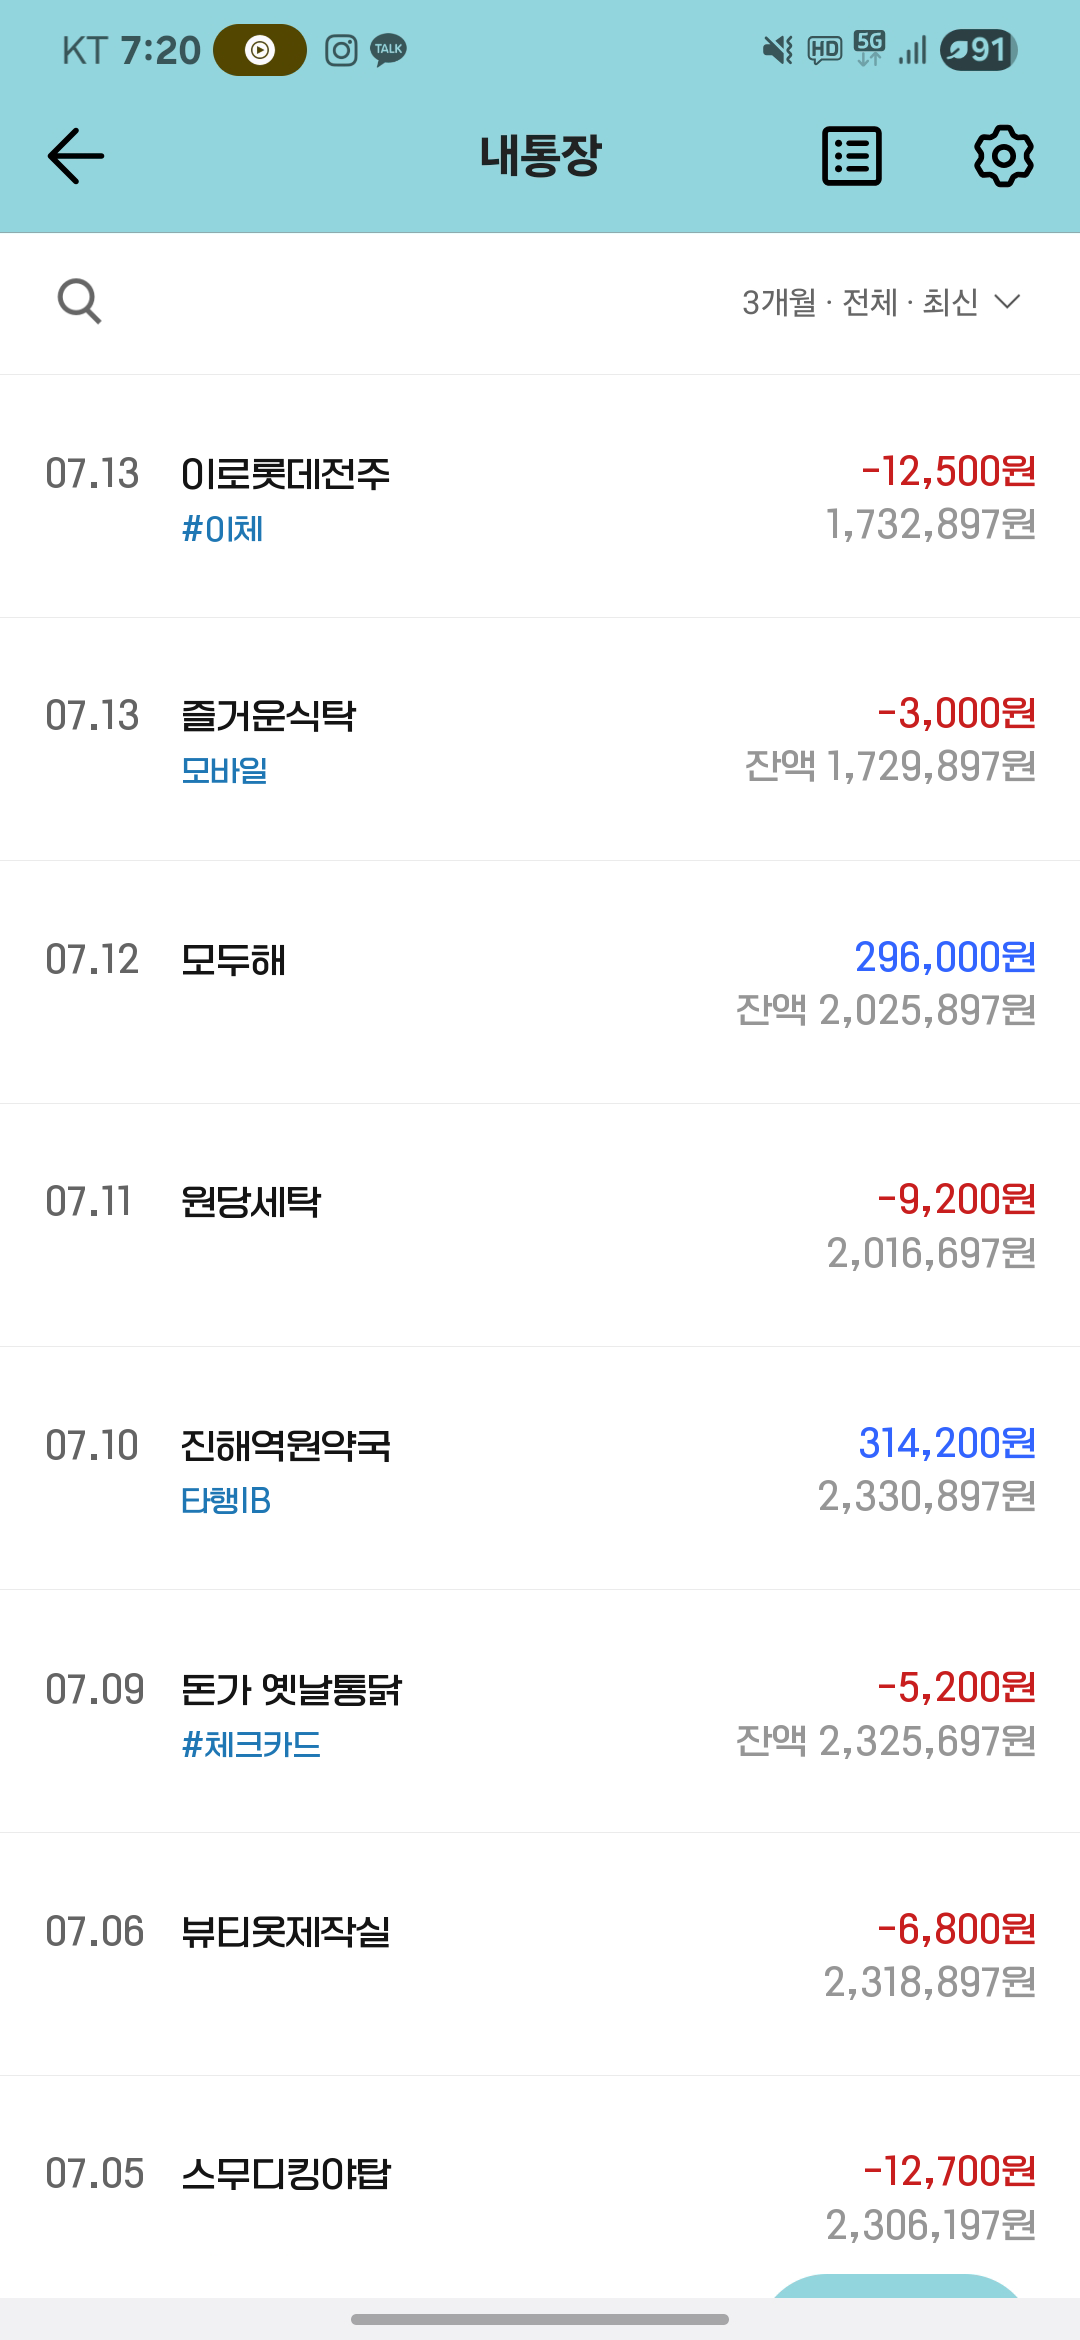 KT 7:20 TALK HD 5G 91
내통장
3개월 · 전체 · 최신
07.13 이로롯데전주 -12,500원
#이체 1,732,897원
07.13 즐거운식탁 -3,000원
모바일 잔액 1,729,897원
07.12 모두해 296,000원
잔액 2,025,897원
07.11 원당세탁 -9,200원
2,016,697원
07.10 진해역원약국 314,200원
타행IB 2,330,897원
07.09 돈가 옛날통닭 -5,200원
#체크카드 잔액 2,325,697원
07.06 뷰티옷제작실 -6,800원
2,318,897원
07.05 스무디킹야탑 -12,700원
2,306,197원